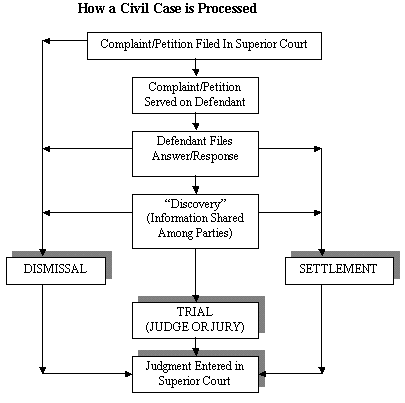 How a Civil Case is Processed
Complaint/Petition Filed In Superior Court
Complaint/Petition
Served on Defendant
Defendant Files
Answer/Response
“Discovery”
(Information Shared
Among Parties)
DISMISSAL
SETTLEMENT
TRIAL
(JUDGE OR JURY)
Judgment Entered in
Superior Court